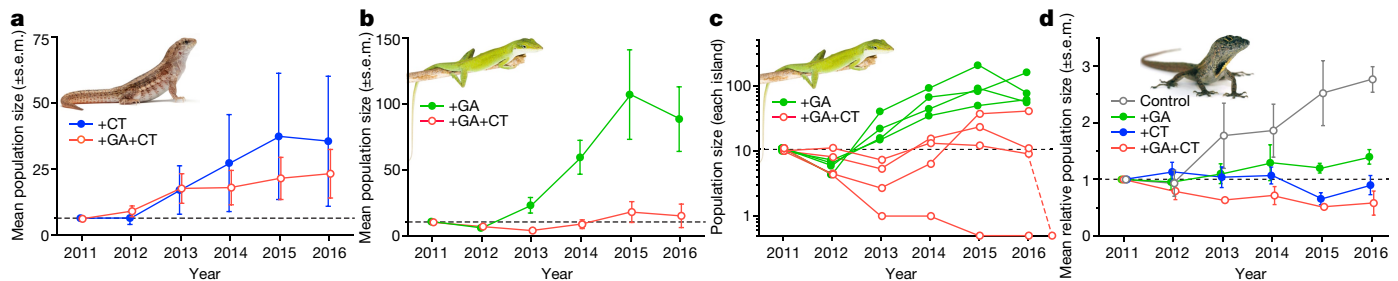 a
Mean population size (±s.e.m.)
75
50
25
0
+CT
+GA+CT
2011 2012 2013 2014 2015 2016
Year
b
Mean population size (±s.e.m.)
150
100
50
0
+GA
+GA+CT
2011 2012 2013 2014 2015 2016
Year
c
Population size (each island)
100
10
1
+GA
+GA+CT
2011 2012 2013 2014 2015 2016
Year
d
Mean relative population size (±s.e.m.)
3
2
1
0
Control
+GA
+CT
+GA+CT
2011 2012 2013 2014 2015 2016
Year